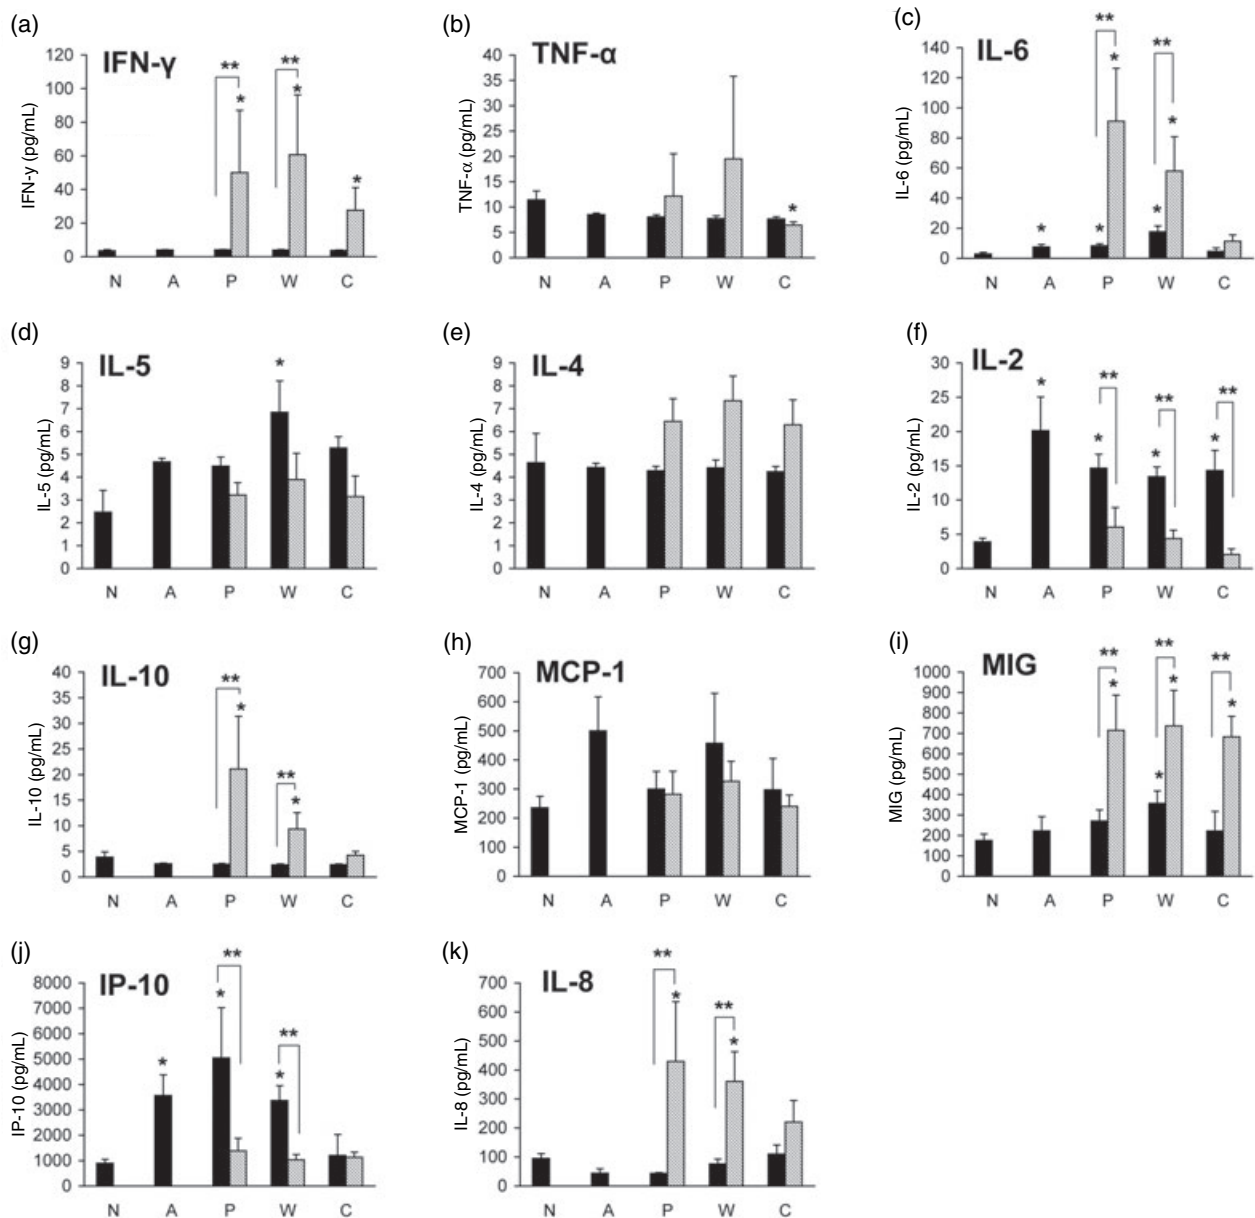 (a)
IFN-γ
IFN-γ (pg/mL)
120
100
80
60
40
20
0
** **
* * *
N A P W C
(b)
TNF-α
TNF-α (pg/mL)
40
35
30
25
20
15
10
5
0
*
N A P W C
(c)
IL-6
IL-6 (pg/mL)
140
120
100
80
60
40
20
0
** **
* * * * *
N A P W C
(d)
IL-5
IL-5 (pg/mL)
9
8
7
6
5
4
3
2
1
0
*
N A P W C
(e)
IL-4
IL-4 (pg/mL)
9
8
7
6
5
4
3
2
1
0
N A P W C
(f)
IL-2
IL-2 (pg/mL)
30
25
20
15
10
5
0
** ** **
* * * *
N A P W C
(g)
IL-10
IL-10 (pg/mL)
40
35
30
25
20
15
10
5
0
** **
* *
N A P W C
(h)
MCP-1
MCP-1 (pg/mL)
700
600
500
400
300
200
100
0
N A P W C
(i)
MIG
MIG (pg/mL)
1000
900
800
700
600
500
400
300
200
100
0
** ** **
* * * *
N A P W C
(j)
IP-10
IP-10 (pg/mL)
8000
7000
6000
5000
4000
3000
2000
1000
0
** **
* * *
N A P W C
(k)
IL-8
IL-8 (pg/mL)
700
600
500
400
300
200
100
0
** **
* *
N A P W C